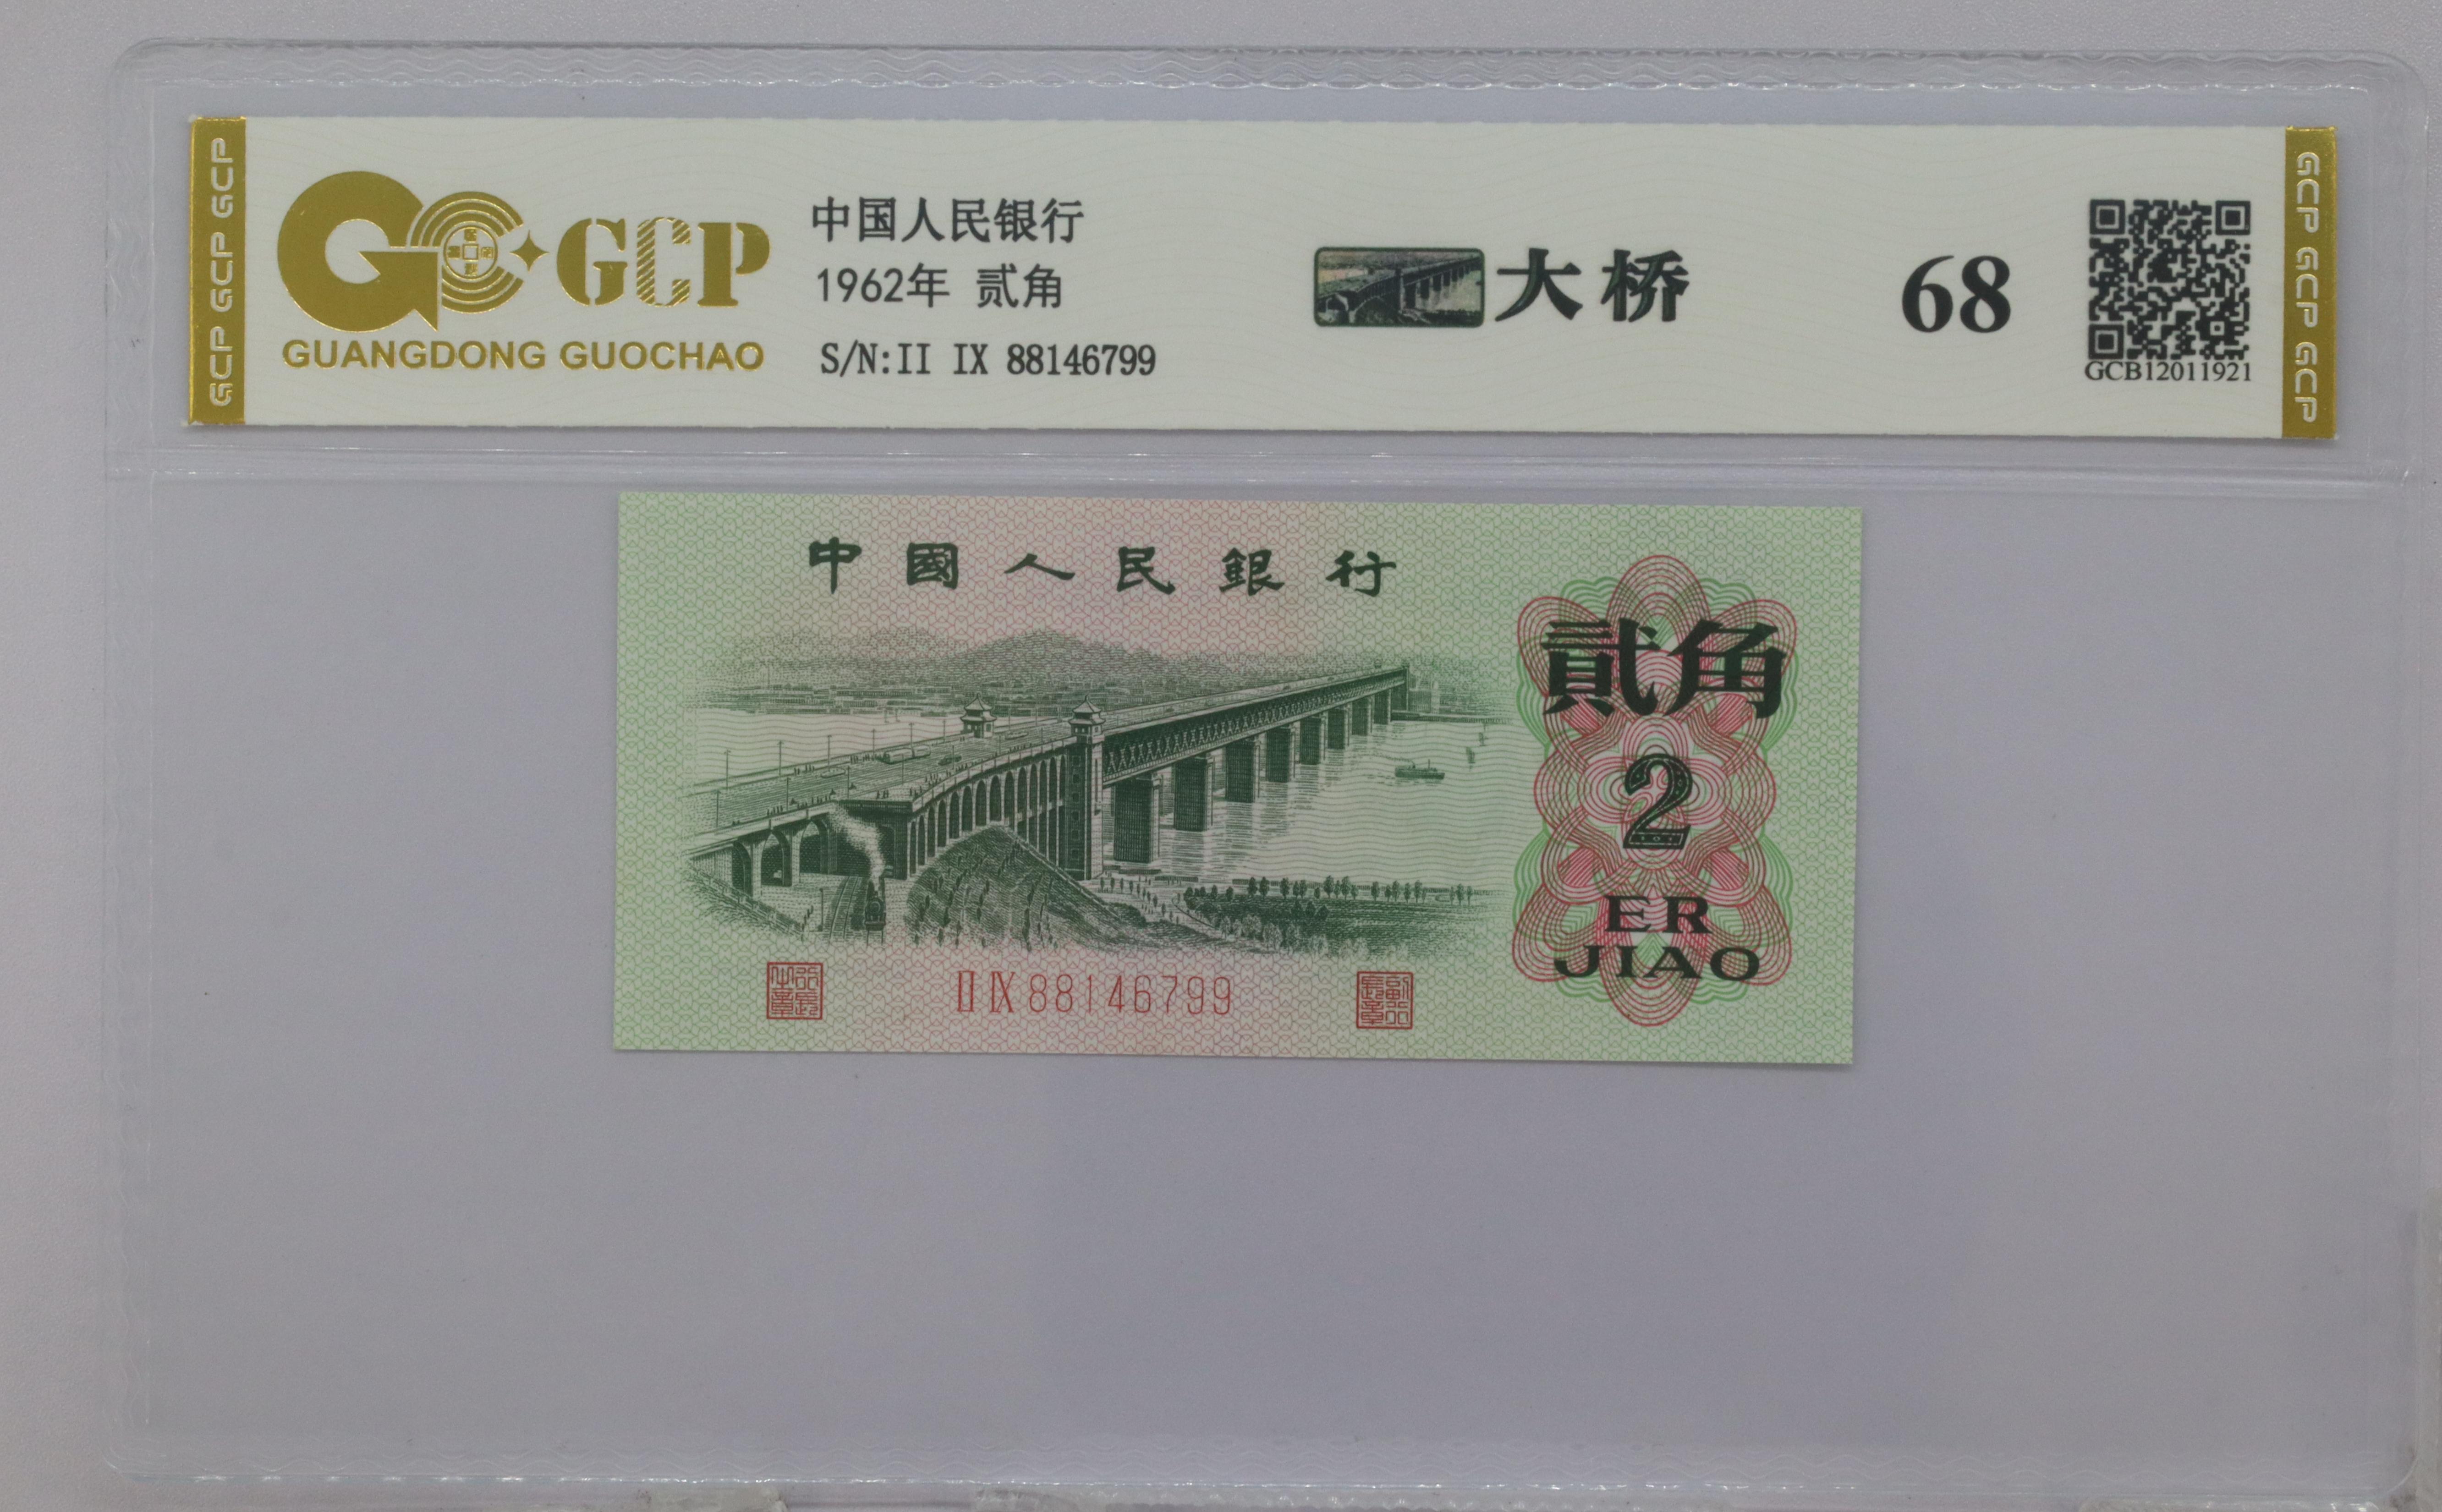 GCP GCP GCP
GCP
GUANGDONG GUOCHAO
中国人民银行
1962年 贰角
S/N:II IX 88146799
大桥
68
GCB12011921
GCP GCP GCP
中國人民銀行
貳角
2
ER
JIAO
II IX 88146799